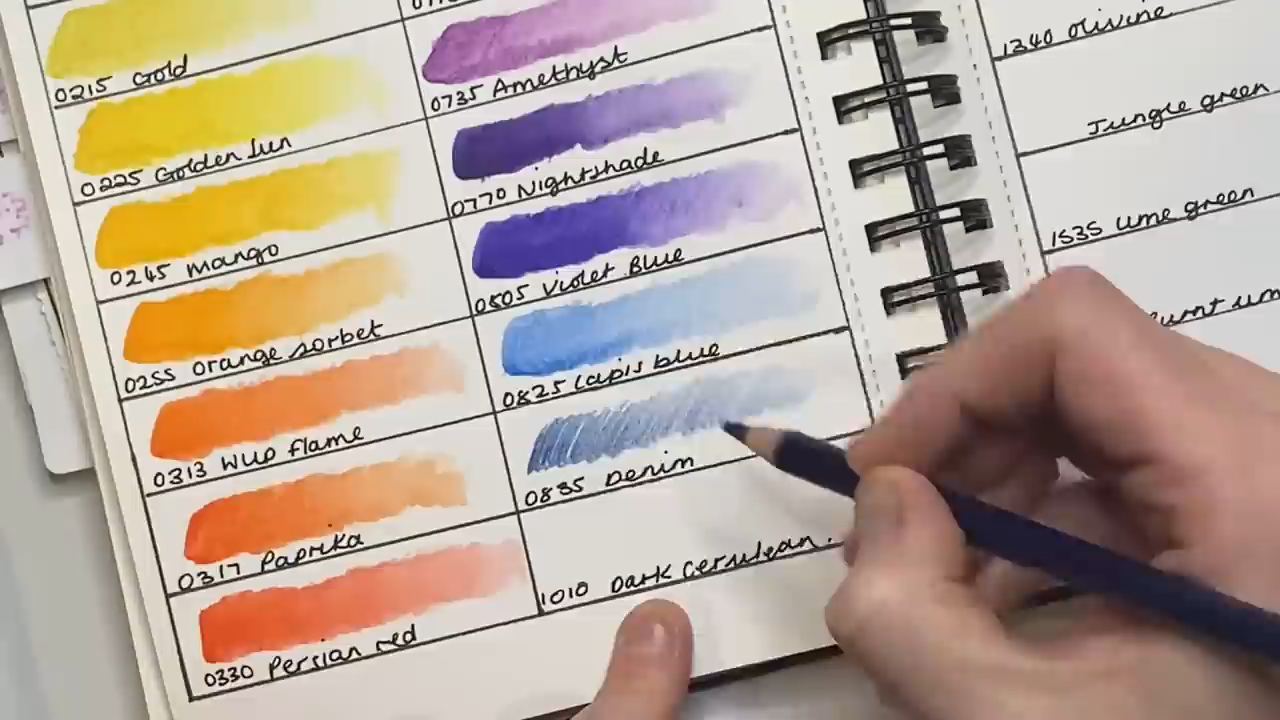 0215 Gold
0225 Golden Sun
0245 mango
0255 orange sorbet
0313 Wild flame
0317 Paprika
0330 Persian red
0735 Amethyst
0770 Nightshade
0805 Violet Blue
0825 Lapis blue
0835 Denim
1010 Dark Cerulean.
1340 Olivine
Jungle green
1535 Lime green